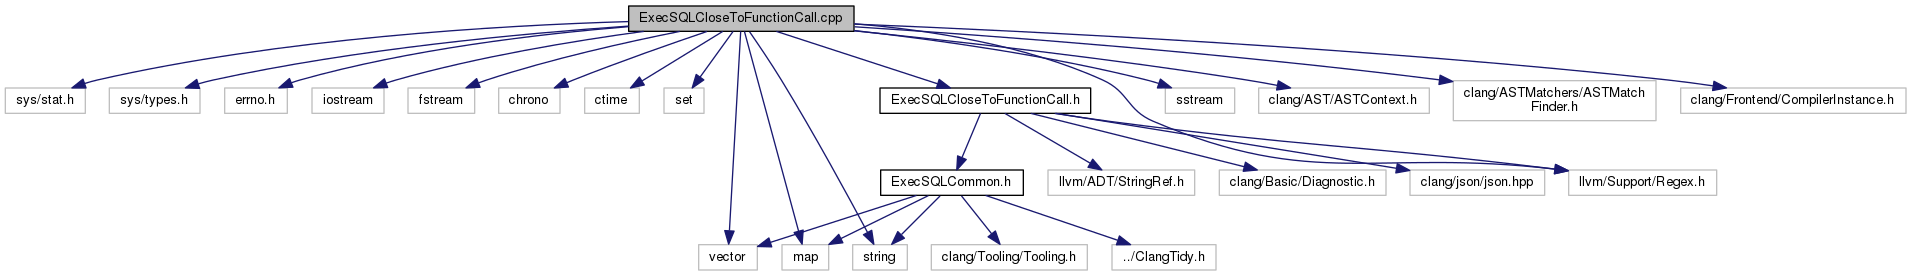 ExecSQLCloseToFunctionCall.cpp
sys/stat.h
sys/types.h
errno.h
iostream
fstream
chrono
ctime
set
ExecSQLCloseToFunctionCall.h
sstream
clang/AST/ASTContext.h
clang/ASTMatchers/ASTMatch
Finder.h
clang/Frontend/CompilerInstance.h
ExecSQLCommon.h
llvm/ADT/StringRef.h
clang/Basic/Diagnostic.h
clang/json/json.hpp
llvm/Support/Regex.h
vector
map
string
clang/Tooling/Tooling.h
../ClangTidy.h